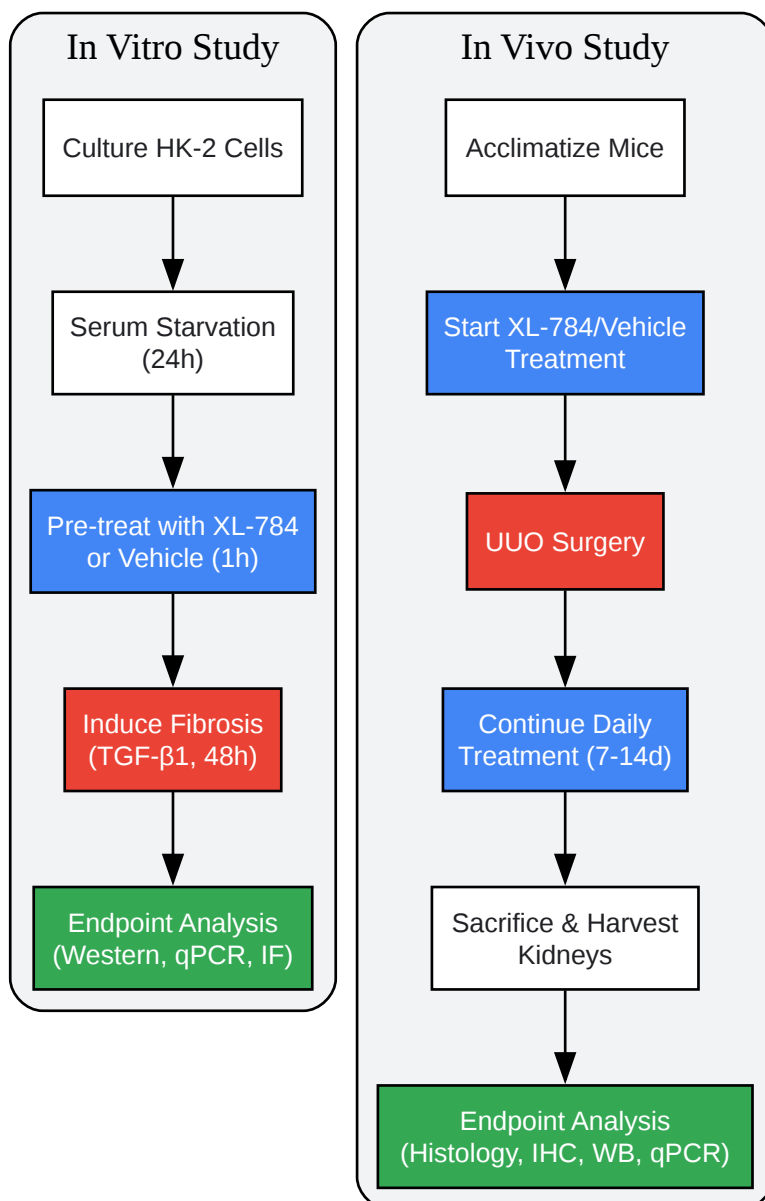 In Vitro Study
Culture HK-2 Cells
Serum Starvation
(24h)
Pre-treat with XL-784
or Vehicle (1h)
Induce Fibrosis
(TGF-β1, 48h)
Endpoint Analysis
(Western, qPCR, IF)
In Vivo Study
Acclimatize Mice
Start XL-784/Vehicle
Treatment
UUO Surgery
Continue Daily
Treatment (7-14d)
Sacrifice & Harvest
Kidneys
Endpoint Analysis
(Histology, IHC, WB, qPCR)